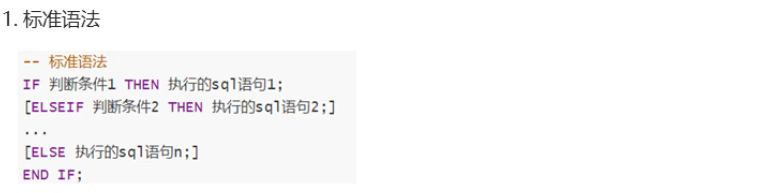 1. 标准语法
-- 标准语法
IF 判断条件1 THEN 执行的sql语句1;
[ELSEIF 判断条件2 THEN 执行的sql语句2;]
...
[ELSE 执行的sql语句n;]
END IF;